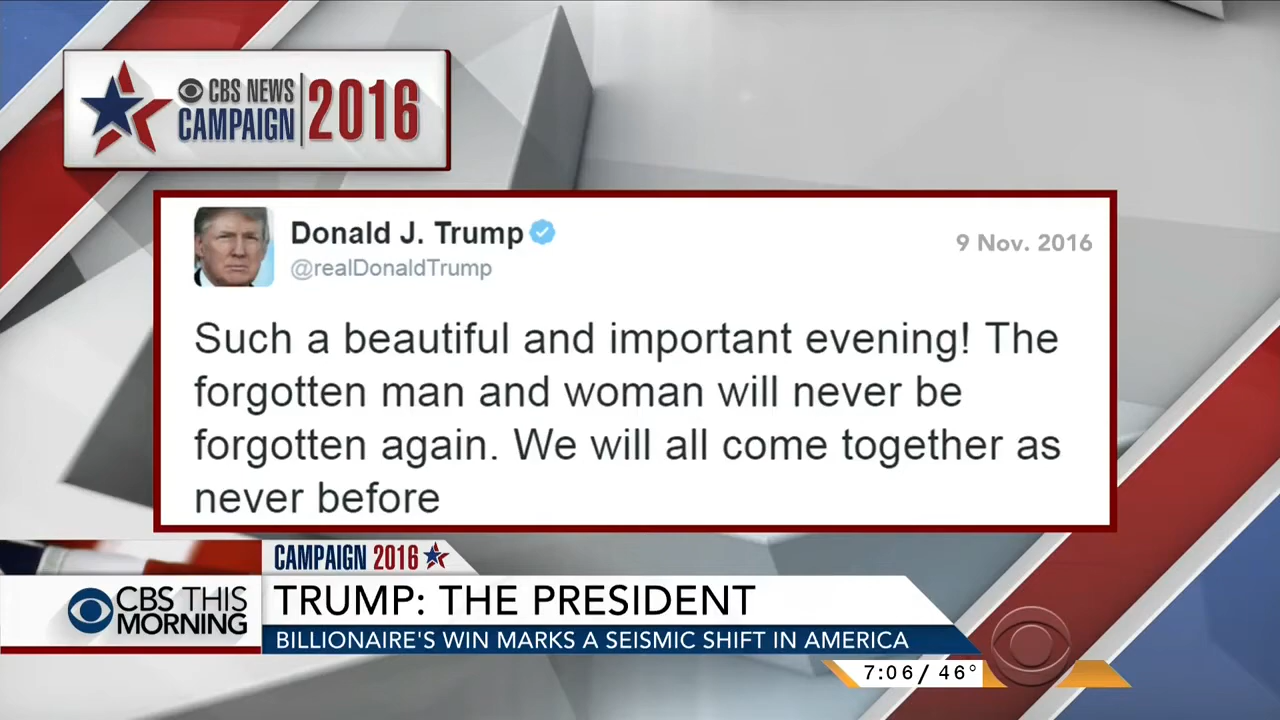 CBS NEWS
CAMPAIGN
2016
Donald J. Trump
@realDonaldTrump
9 Nov. 2016
Such a beautiful and important evening! The
forgotten man and woman will never be
forgotten again. We will all come together as
never before
CAMPAIGN 2016
CBS THIS
MORNING
TRUMP: THE PRESIDENT
BILLIONAIRE'S WIN MARKS A SEISMIC SHIFT IN AMERICA
7:06/ 46°